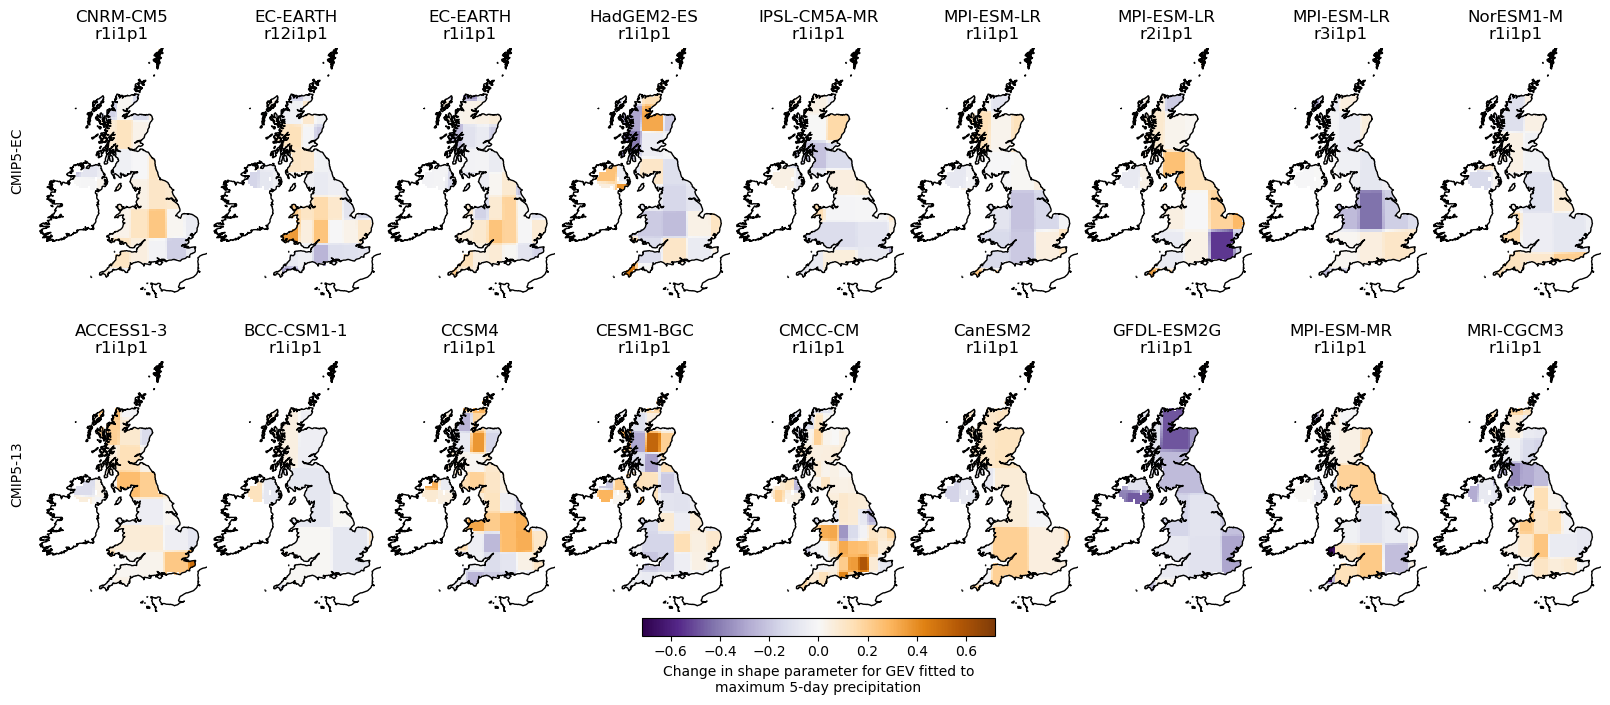 CNRM-CM5 EC-EARTH EC-EARTH HadGEM2-ES IPSL-CM5A-MR MPI-ESM-LR MPI-ESM-LR MPI-ESM-LR NorESM1-M
r1i1p1 r12i1p1 r1i1p1 r1i1p1 r1i1p1 r1i1p1 r2i1p1 r3i1p1 r1i1p1
CMIP5-EC
ACCESS1-3 BCC-CSM1-1 CCSM4 CESM1-BGC CMCC-CM CanESM2 GFDL-ESM2G MPI-ESM-MR MRI-CGCM3
r1i1p1 r1i1p1 r1i1p1 r1i1p1 r1i1p1 r1i1p1 r1i1p1 r1i1p1 r1i1p1
CMIP5-13
−0.6 −0.4 −0.2 0.0 0.2 0.4 0.6
Change in shape parameter for GEV fitted to
maximum 5-day precipitation